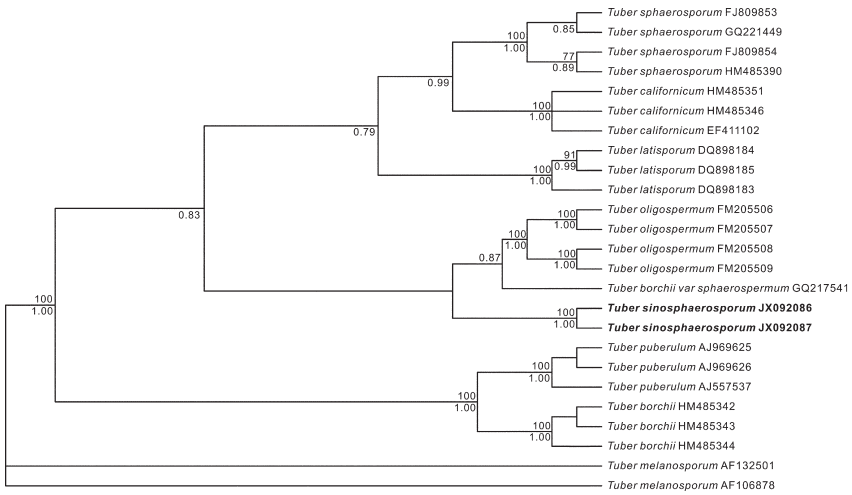 Tuber sphaerosporum FJ809853
0.85
Tuber sphaerosporum GQ221449
100
1.00
Tuber sphaerosporum FJ809854
77
0.89
Tuber sphaerosporum HM485390
0.99
Tuber californicum HM485351
100
1.00
Tuber californicum HM485346
Tuber californicum EF411102
0.79
Tuber latisporum DQ898184
91
0.99
Tuber latisporum DQ898185
100
1.00
Tuber latisporum DQ898183
0.83
Tuber oligospermum FM205506
100
1.00
Tuber oligospermum FM205507
100
1.00
Tuber oligospermum FM205508
100
1.00
Tuber oligospermum FM205509
0.87
Tuber borchii var sphaerospermum GQ217541
Tuber sinosphaerosporum JX092086
100
1.00
Tuber sinosphaerosporum JX092087
100
1.00
Tuber puberulum AJ969625
Tuber puberulum AJ969626
100
1.00
Tuber puberulum AJ557537
100
1.00
Tuber borchii HM485342
Tuber borchii HM485343
100
1.00
Tuber borchii HM485344
Tuber melanosporum AF132501
Tuber melanosporum AF106878